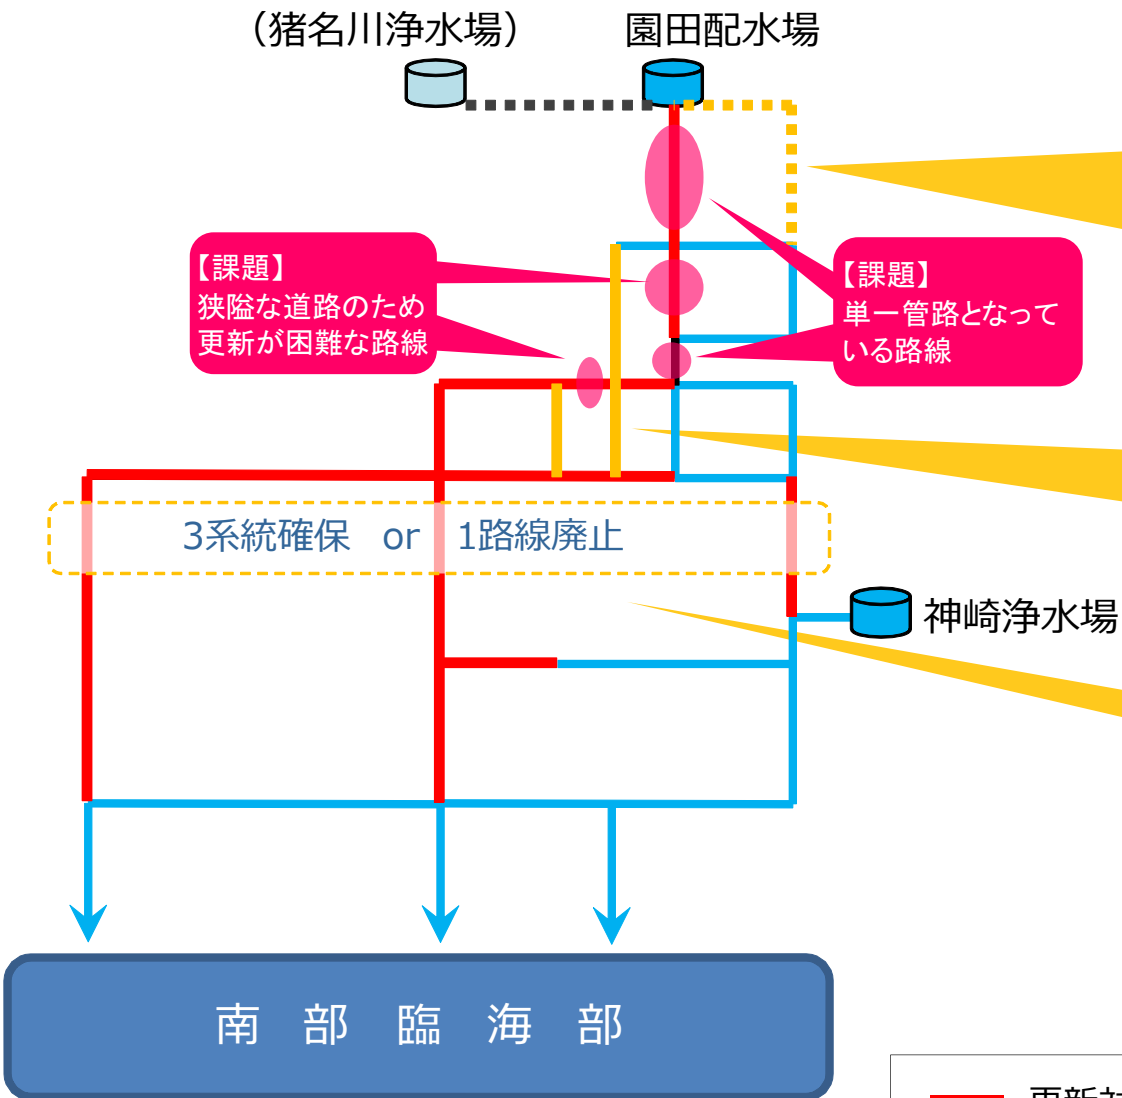 （猪名川浄水場）
園田配水場
【課題】
狭隘な道路のため
更新が困難な路線
【課題】
単一管路となって
いる路線
3系統確保　or　1路線廃止
神崎浄水場
南　部　臨　海　部
更新